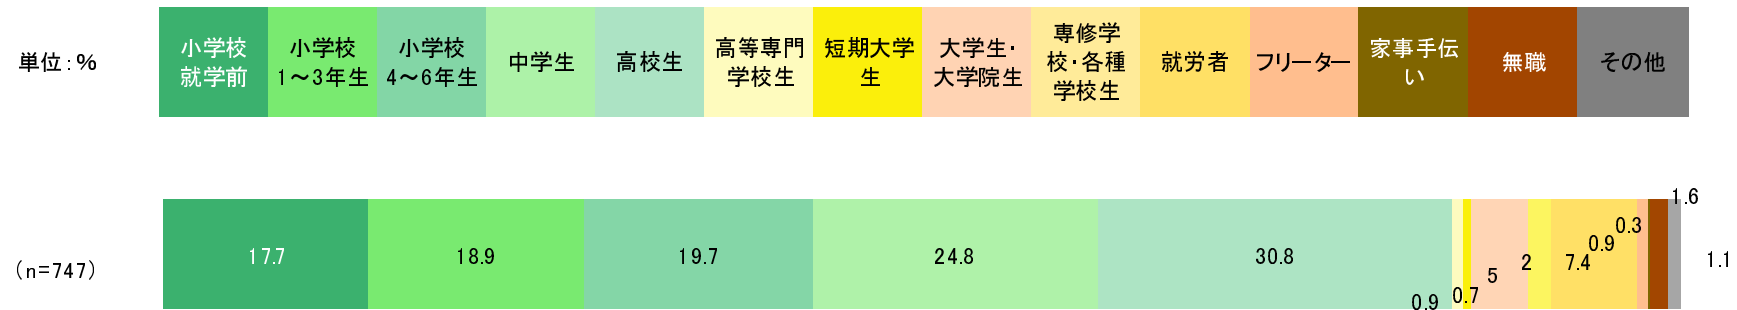 単位：％
小学校
就学前
小学校
1～3年生
小学校
4～6年生
中学生
高校生
高等専門
学校生
短期大学
生
大学生・
大学院生
専修学
校・各種
学校生
就労者
フリーター
家事手伝
い
無職
その他
（n=747）
17.7
18.9
19.7
24.8
30.8
0.9
0.7
5
2
7.4
0.9
0.3
1.6
1.1